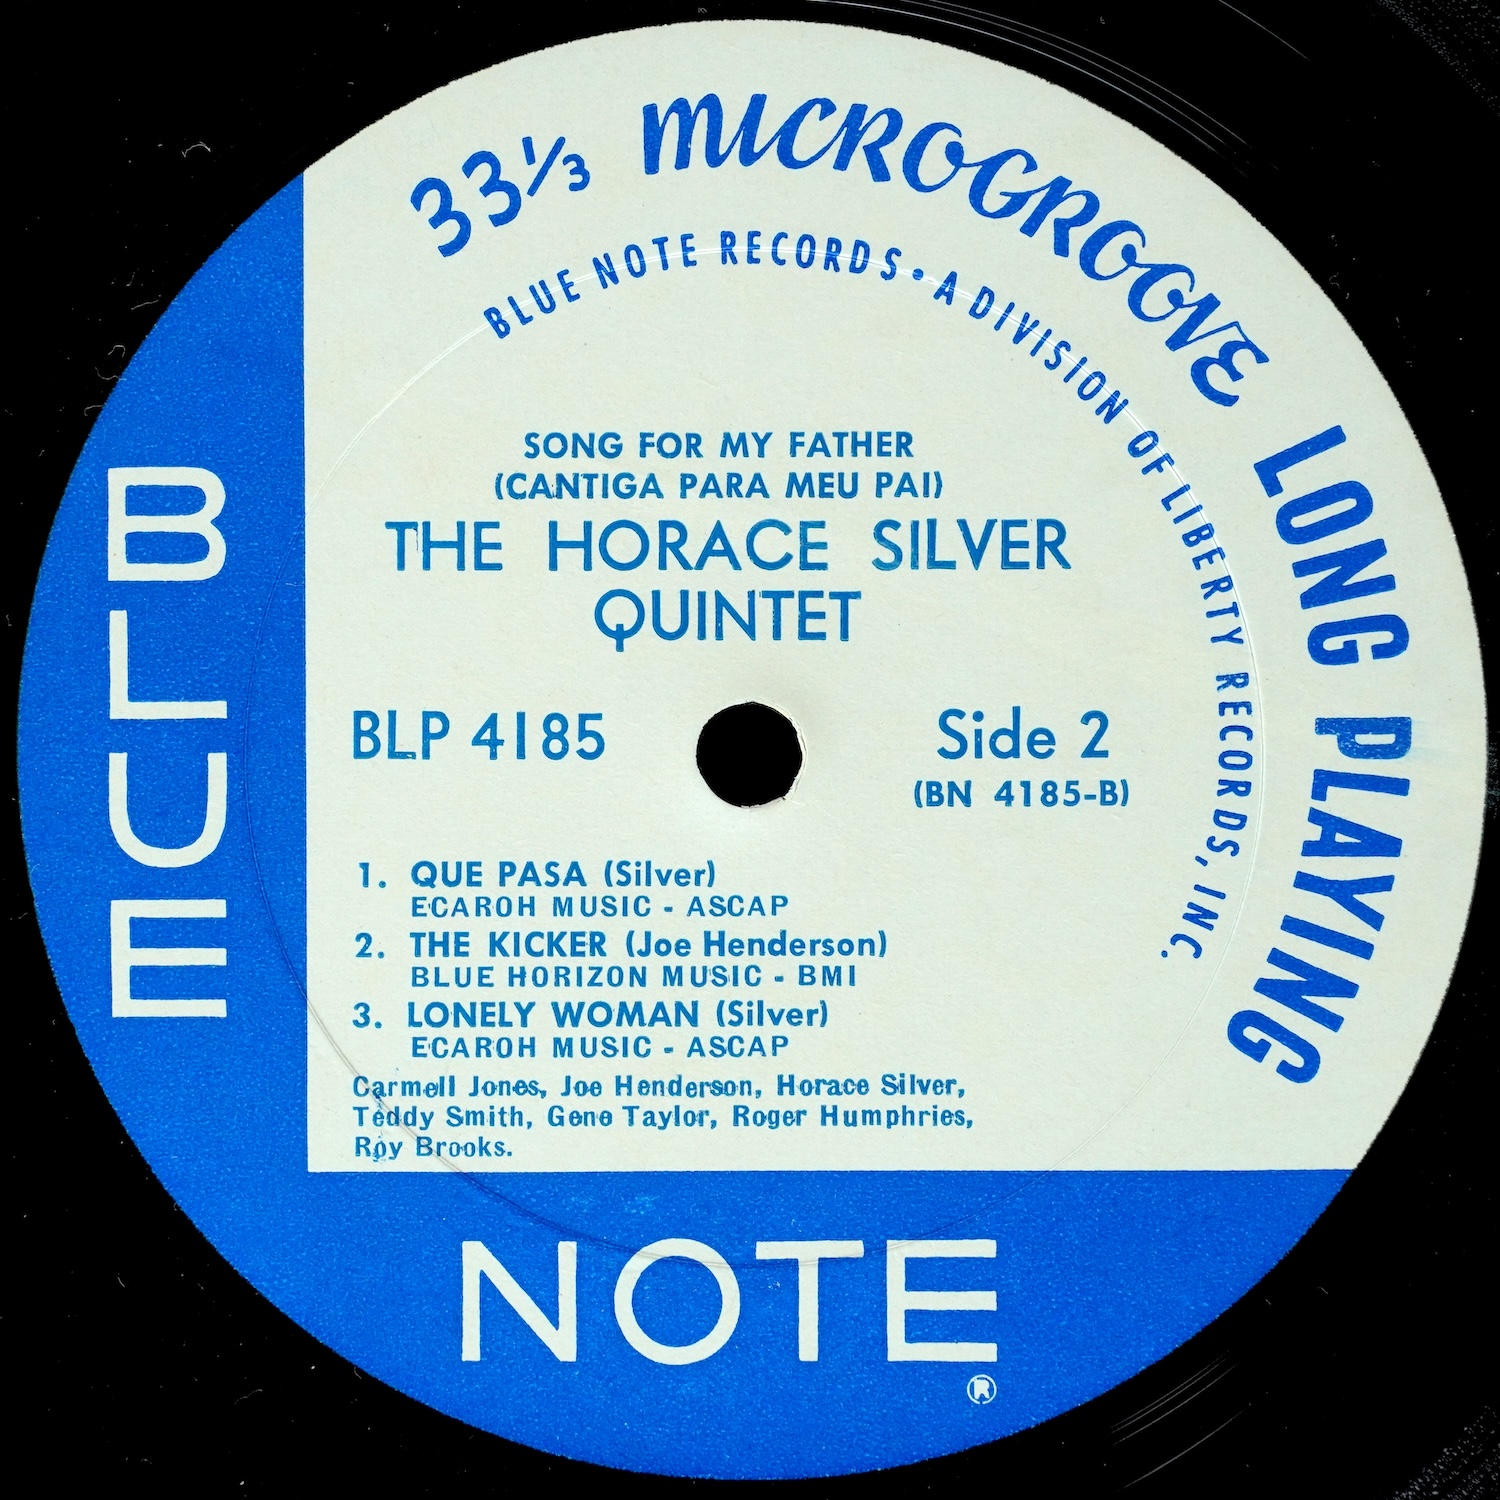 33 1/3 MICROGROOVE LONG PLAYING
BLUE NOTE RECORDS • A DIVISION OF LIBERTY RECORDS, INC.
SONG FOR MY FATHER
(CANTIGA PARA MEU PAI)
THE HORACE SILVER
QUINTET
BLP 4185
Side 2
(BN 4185-B)
1. QUE PASA (Silver)
ECAROH MUSIC - ASCAP
2. THE KICKER (Joe Henderson)
BLUE HORIZON MUSIC - BMI
3. LONELY WOMAN (Silver)
ECAROH MUSIC - ASCAP
Carmell Jones, Joe Henderson, Horace Silver,
Teddy Smith, Gene Taylor, Roger Humphries,
Roy Brooks.
BLUE
NOTE
®